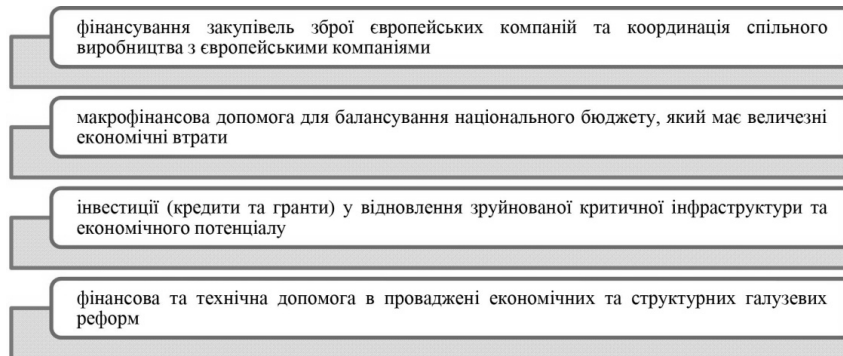 фінансування закупівель зброї європейських компаній та координація спільного
виробництва з європейськими компаніями
макрофінансова допомога для балансування національного бюджету, який має величезні
економічні втрати
інвестиції (кредити та гранти) у відновлення зруйнованої критичної інфраструктури та
економічного потенціалу
фінансова та технічна допомога в проваджені економічних та структурних галузевих
реформ